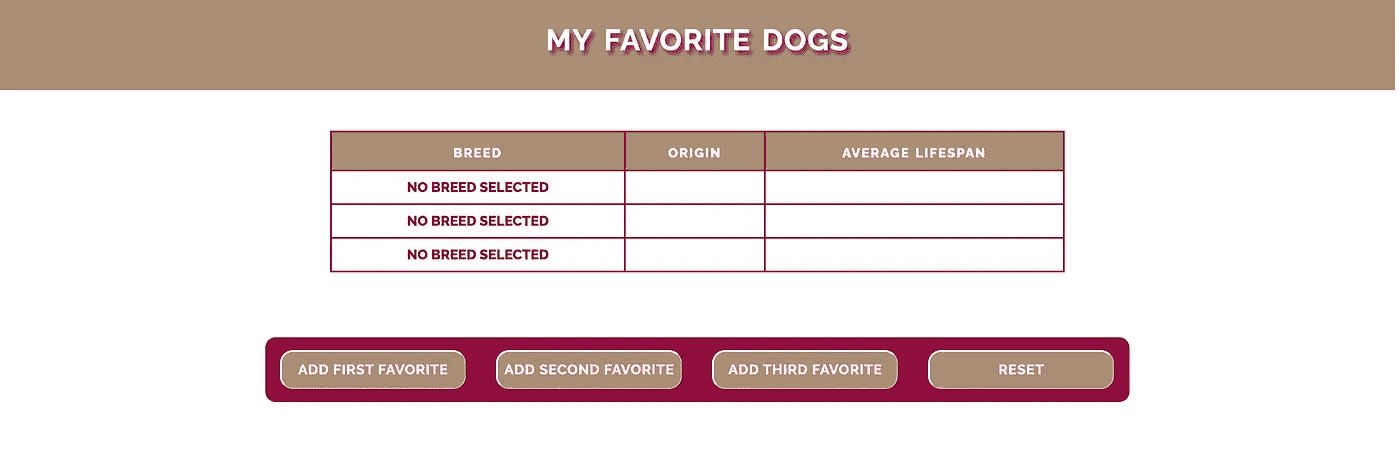 MY FAVORITE DOGS
BREED ORIGIN AVERAGE LIFESPAN
NO BREED SELECTED
NO BREED SELECTED
NO BREED SELECTED
ADD FIRST FAVORITE ADD SECOND FAVORITE ADD THIRD FAVORITE RESET